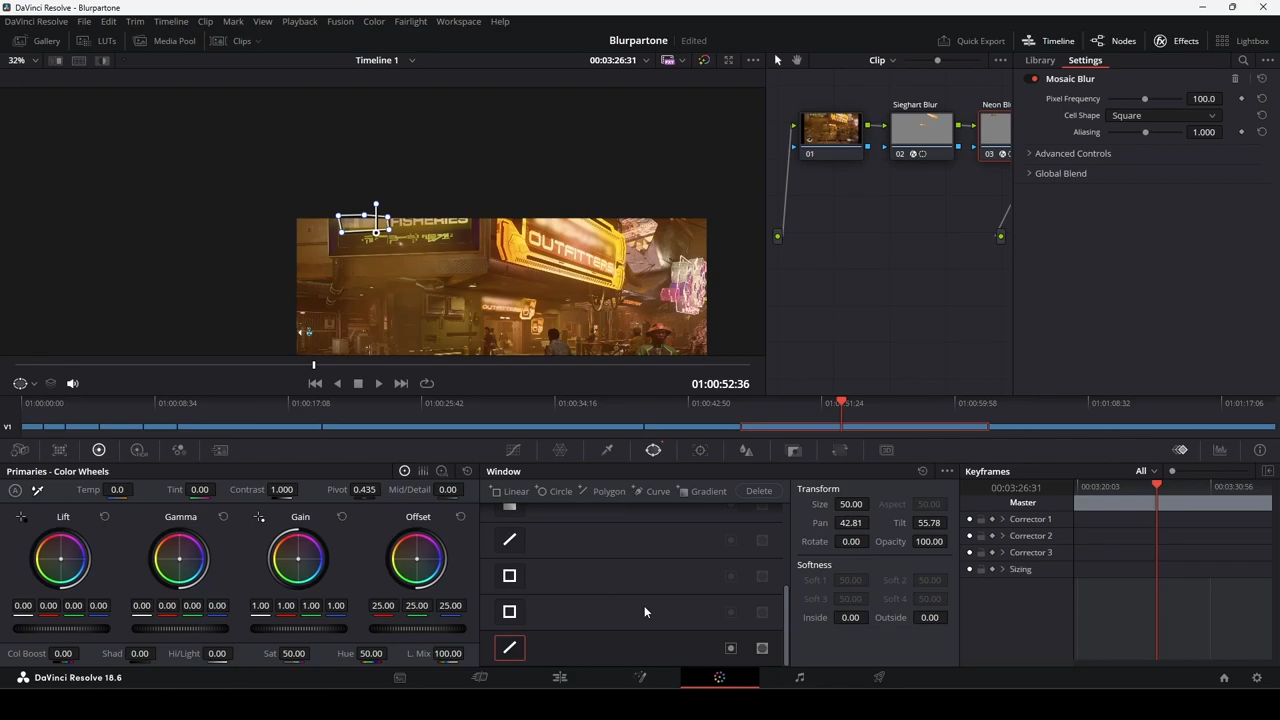 DaVinci Resolve - Blurpartone
DaVinci Resolve File Edit Trim Timeline Clip Mark View Playback Fusion Color Fairlight Workspace Help
Gallery LUTs Media Pool Clips Blurpartone Edited Quick Export Timeline Nodes Effects Lightbox
32% Timeline 1 00:03:26:31 Clip Library Settings
Mosaic Blur
Pixel Frequency 100.0
Cell Shape Square
Aliasing 1.000
Advanced Controls
Global Blend
Sieghart Blur Neon Bl
01 02 03
FISHERIES
OUTFITTERS
OUTFITTERS
01:00:52:36
01:00:00:00 01:00:08:34 01:00:17:08 01:00:25:42 01:00:34:16 01:00:42:50 01:00:51:24 01:00:59:58 01:01:08:32 01:01:17:06
V1
Primaries - Color Wheels
Temp 0.0 Tint 0.00 Contrast 1.000 Pivot 0.435 Mid/Detail 0.00
Lift Gamma Gain Offset
0.00 0.00 0.00 0.00 0.00 0.00 0.00 0.00 1.00 1.00 1.00 1.00 25.00 25.00 25.00
Col Boost 0.00 Shad 0.00 Hi/Light 0.00 Sat 50.00 Hue 50.00 L. Mix 100.00
Window
Linear Circle Polygon Curve Gradient Delete
Transform
Size 50.00 Aspect 50.00
Pan 42.81 Tilt 55.78
Rotate 0.00 Opacity 100.00
Softness
Soft 1 50.00 Soft 2 50.00
Soft 3 50.00 Soft 4 50.00
Inside 0.00 Outside 0.00
Keyframes All
00:03:26:31 00:03:20:03 00:03:30:56
Master
Corrector 1
Corrector 2
Corrector 3
Sizing
DaVinci Resolve 18.6